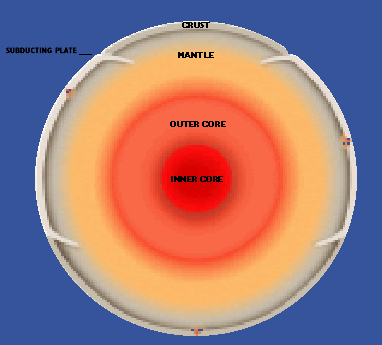 CRUST
SUBDUCTING PLATE
MANTLE
OUTER CORE
INNER CORE